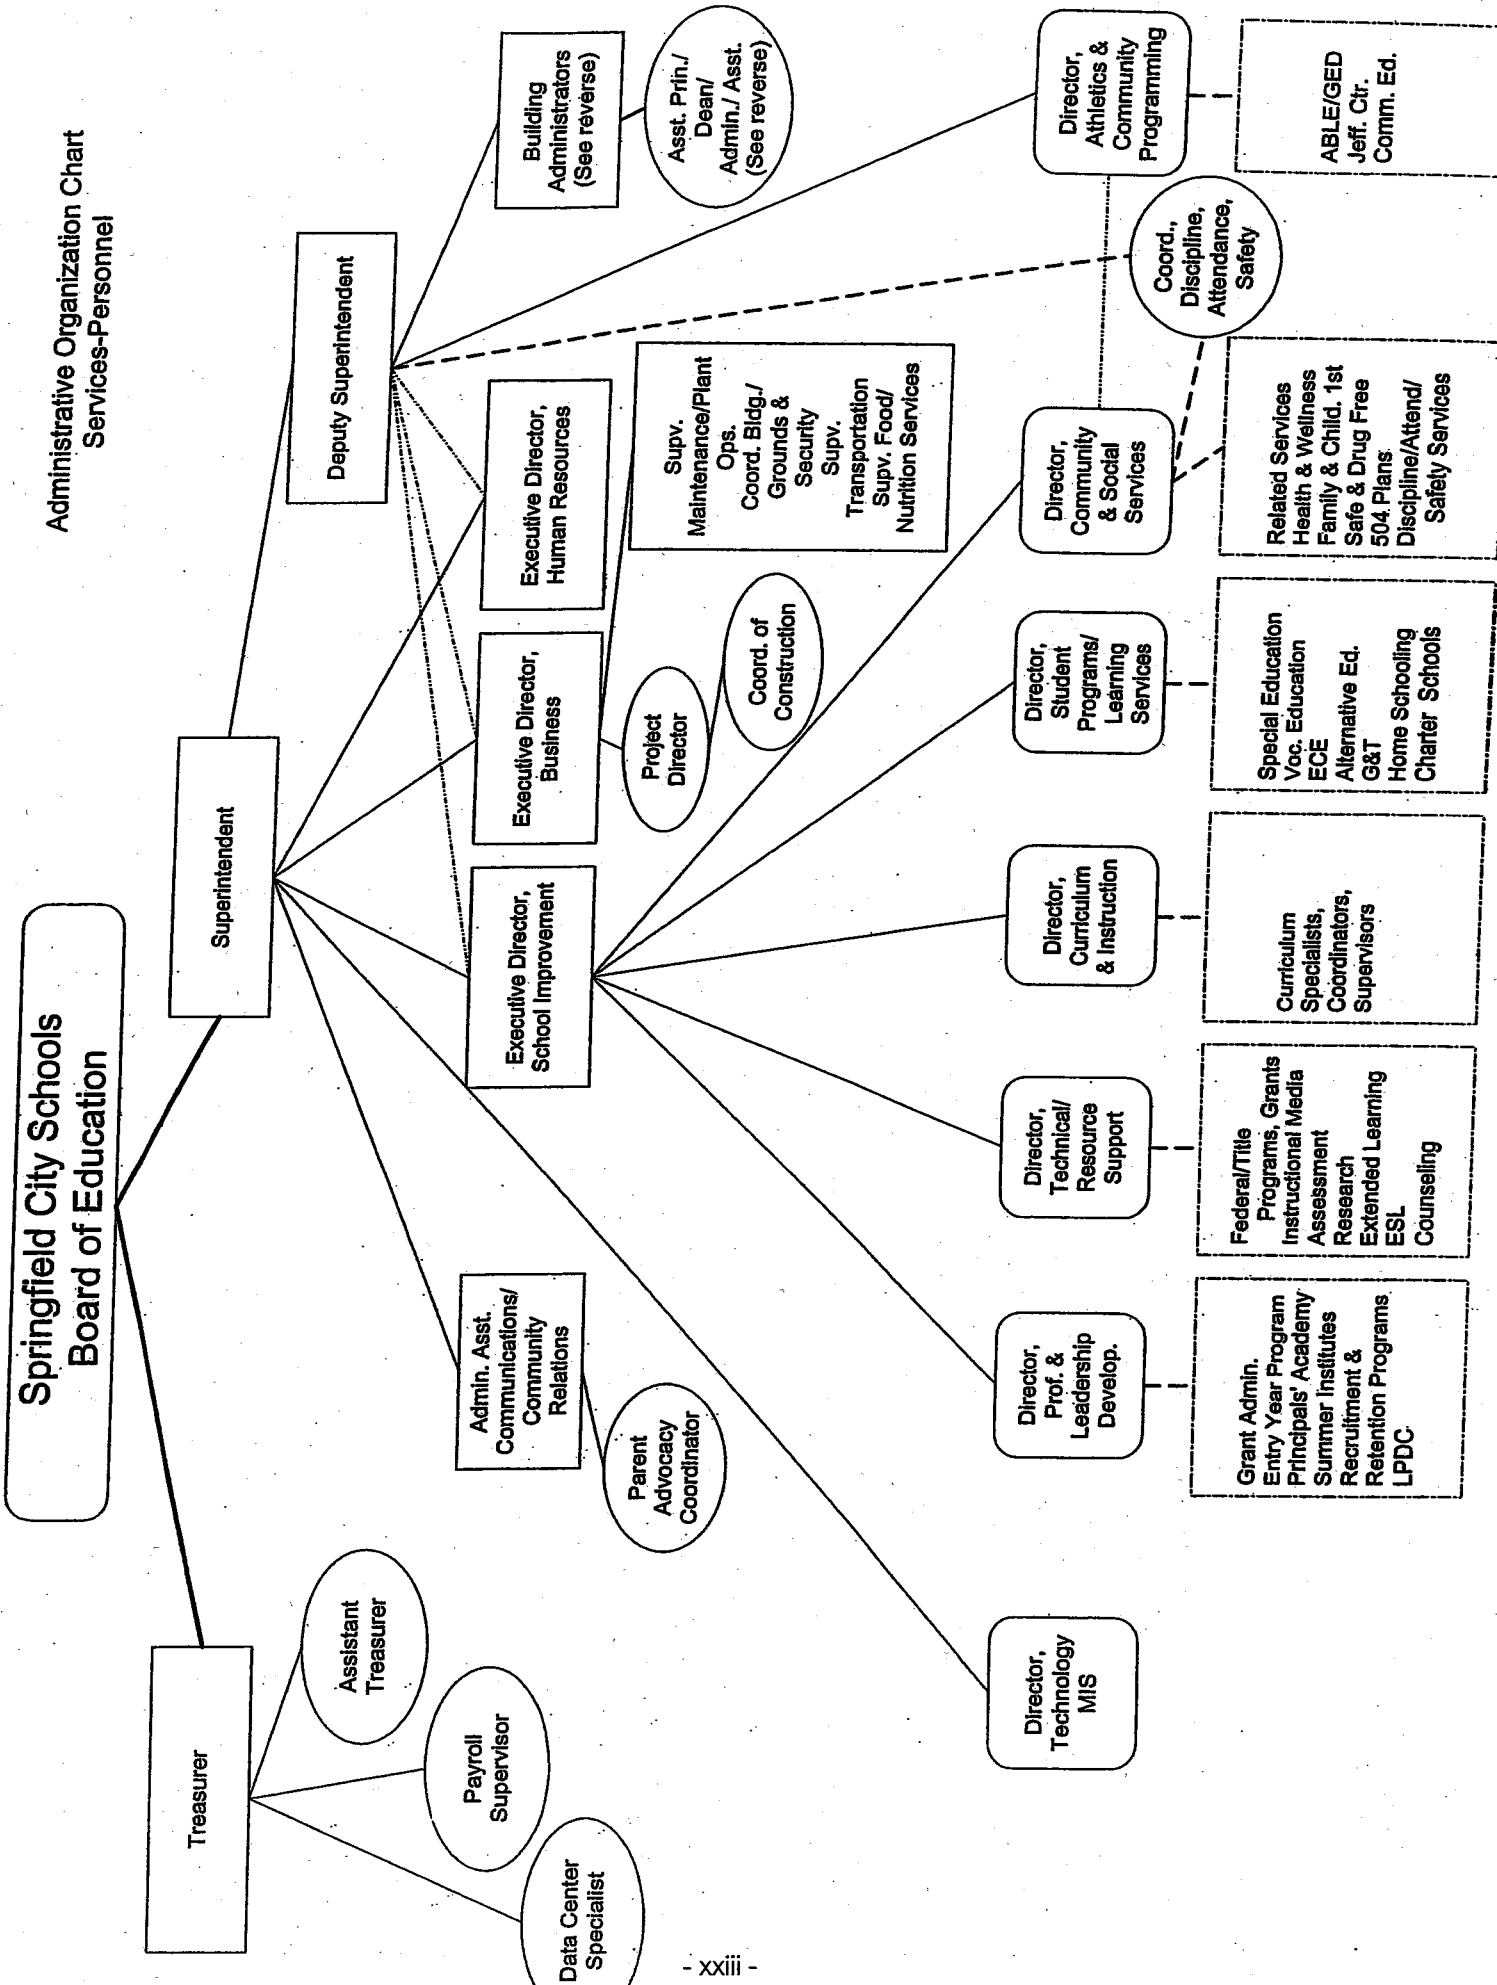 Springfield City Schools
Board of Education
Administrative Organization Chart
Services-Personnel
Treasurer
Superintendent
Deputy Superintendent
Assistant
Treasurer
Payroll
Supervisor
Data Center
Specialist
Admin. Asst.
Communications/
Community
Relations
Parent
Advocacy
Coordinator
Executive Director,
School Improvement
Executive Director,
Business
Executive Director,
Human Resources
Building
Administrators
(See reverse)
Asst. Prin./
Dean/
Admin./ Asst.
(See reverse)
Project
Director
Coord. of
Construction
Supv.
Maintenance/Plant
Ops.
Coord. Bldg./
Grounds &
Security
Supv.
Transportation
Supv. Food/
Nutrition Services
Director,
Technology
MIS
Director,
Prof. &
Leadership
Develop.
Director,
Technical/
Resource
Support
Director,
Curriculum
& Instruction
Director,
Student
Programs/
Learning
Services
Director,
Community
& Social
Services
Coord.,
Discipline,
Attendance,
Safety
Director,
Athletics &
Community
Programming
Grant Admin.
Entry Year Program
Principals' Academy
Summer Institutes
Recruitment &
Retention Programs
LPDC
Federal/Title
Programs, Grants
Instructional Media
Assessment
Research
Extended Learning
ESL
Counseling
Curriculum
Specialists,
Coordinators,
Supervisors
Special Education
Voc. Education
ECE
Alternative Ed.
G&T
Home Schooling
Charter Schools
Related Services
Health & Wellness
Family & Child. 1st
Safe & Drug Free
504 Plans
Discipline/Attend/
Safety Services
ABLE/GED
Jeff. Ctr.
Comm. Ed.
- xxiii -